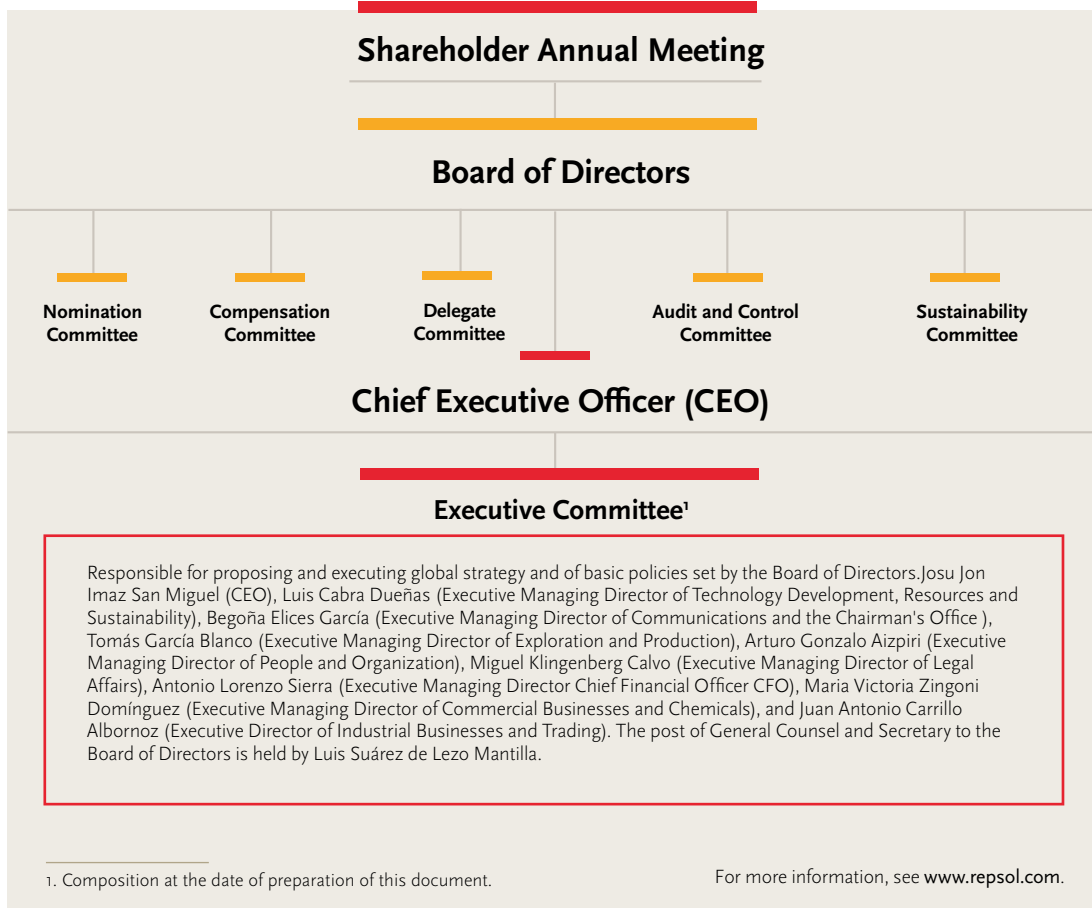 Shareholder Annual Meeting
Board of Directors
Nomination
Committee
Compensation
Committee
Delegate
Committee
Audit and Control
Committee
Sustainability
Committee
Chief Executive Officer (CEO)
Executive Committee¹
Responsible for proposing and executing global strategy and of basic policies set by the Board of Directors.Josu Jon
Imaz San Miguel (CEO), Luis Cabra Dueñas (Executive Managing Director of Technology Development, Resources and
Sustainability), Begoña Elices García (Executive Managing Director of Communications and the Chairman's Office ),
Tomás García Blanco (Executive Managing Director of Exploration and Production), Arturo Gonzalo Aizpiri (Executive
Managing Director of People and Organization), Miguel Klingenberg Calvo (Executive Managing Director of Legal
Affairs), Antonio Lorenzo Sierra (Executive Managing Director Chief Financial Officer CFO), Maria Victoria Zingoni
Domínguez (Executive Managing Director of Commercial Businesses and Chemicals), and Juan Antonio Carrillo
Albornoz (Executive Director of Industrial Businesses and Trading). The post of General Counsel and Secretary to the
Board of Directors is held by Luis Suárez de Lezo Mantilla.
1. Composition at the date of preparation of this document.
For more information, see www.repsol.com.